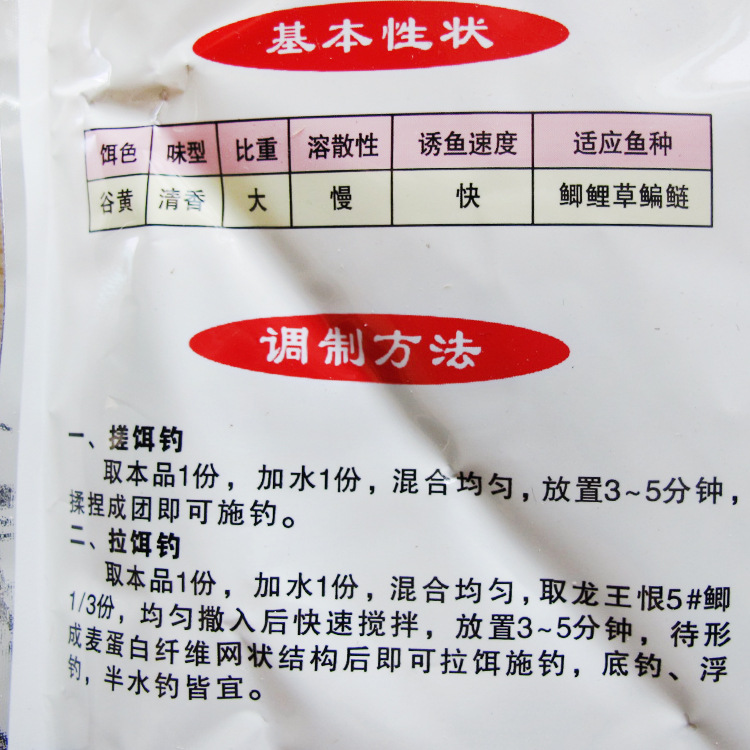 基本性状
饵色 味型 比重 溶散性 诱鱼速度 适应鱼种
谷黄 清香 大 慢 快 鲫鲤草鳊鲢
调制方法
一、搓饵钓
取本品1份，加水1份，混合均匀，放置3~5分钟，
揉捏成团即可施钓。
二、拉饵钓
取本品1份，加水1份，混合均匀，取龙王恨5#鲫
1/3份，均匀撒入后快速搅拌，放置3~5分钟，待形
成麦蛋白纤维网状结构后即可拉饵施钓，底钓、浮
钓，半水钓皆宜。